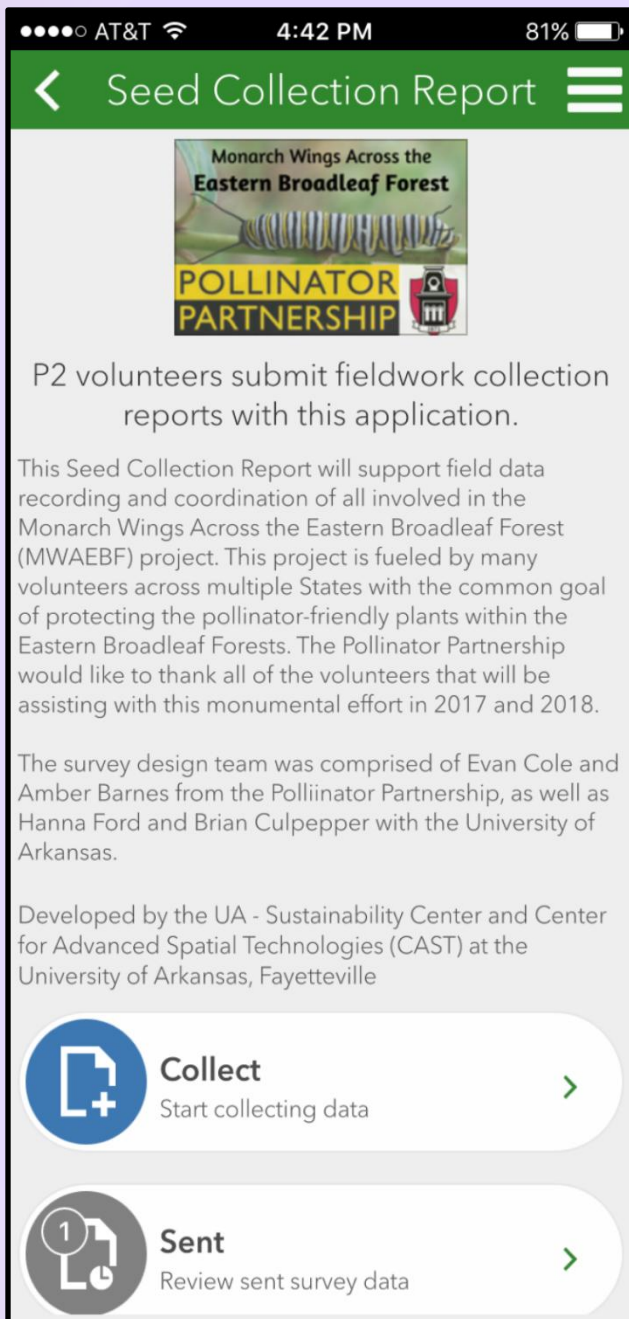 AT&T 4:42 PM 81%
Seed Collection Report
Monarch Wings Across the
Eastern Broadleaf Forest
POLLINATOR
PARTNERSHIP
P2 volunteers submit fieldwork collection
reports with this application.
This Seed Collection Report will support field data
recording and coordination of all involved in the
Monarch Wings Across the Eastern Broadleaf Forest
(MWAEBF) project. This project is fueled by many
volunteers across multiple States with the common goal
of protecting the pollinator-friendly plants within the
Eastern Broadleaf Forests. The Pollinator Partnership
would like to thank all of the volunteers that will be
assisting with this monumental effort in 2017 and 2018.
The survey design team was comprised of Evan Cole and
Amber Barnes from the Polliinator Partnership, as well as
Hanna Ford and Brian Culpepper with the University of
Arkansas.
Developed by the UA - Sustainability Center and Center
for Advanced Spatial Technologies (CAST) at the
University of Arkansas, Fayetteville
Collect
Start collecting data
1
Sent
Review sent survey data